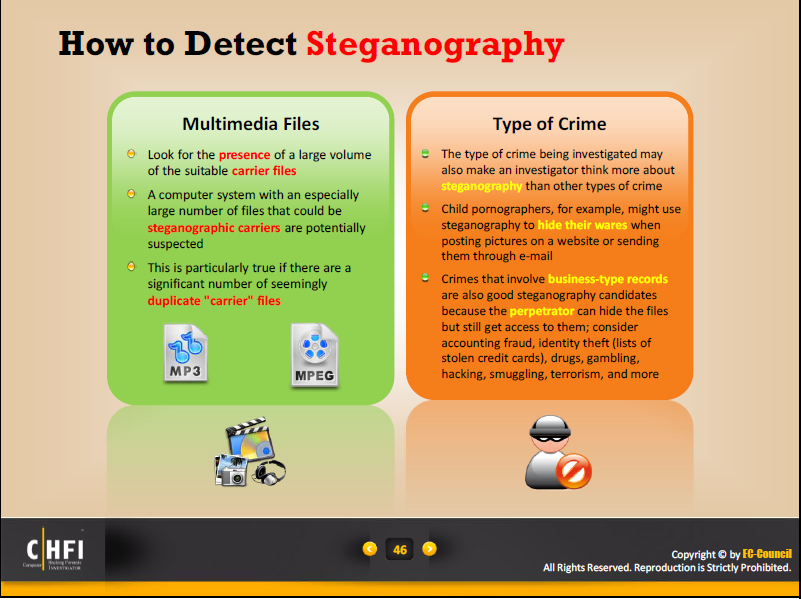 How to Detect Steganography
Multimedia Files
Look for the presence of a large volume
of the suitable carrier files
A computer system with an especially
large number of files that could be
steganographic carriers are potentially
suspected
This is particularly true if there are a
significant number of seemingly
duplicate "carrier" files
MP3
MPEG
Type of Crime
The type of crime being investigated may
also make an investigator think more about
steganography than other types of crime
Child pornographers, for example, might use
steganography to hide their wares when
posting pictures on a website or sending
them through e-mail
Crimes that involve business-type records
are also good steganography candidates
because the perpetrator can hide the files
but still get access to them; consider
accounting fraud, identity theft (lists of
stolen credit cards), drugs, gambling,
hacking, smuggling, terrorism, and more
CHFI
Computer Hacking Forensic
INVESTIGATOR
46
Copyright © by EC-Council
All Rights Reserved. Reproduction is Strictly Prohibited.